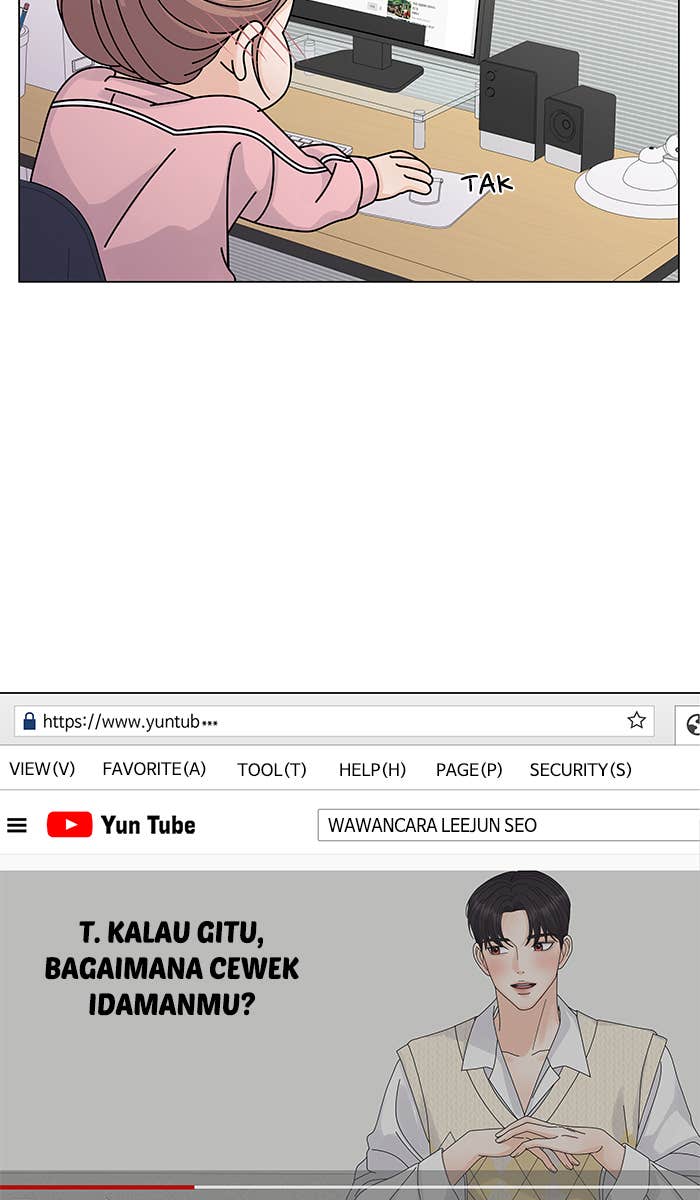 TAK
https://www.yuntub...
VIEW(V) FAVORITE(A) TOOL(T) HELP(H) PAGE(P) SECURITY(S)
Yun Tube
WAWANCARA LEEJUN SEO
T. KALAU GITU,
BAGAIMANA CEWEK
IDAMANMU?